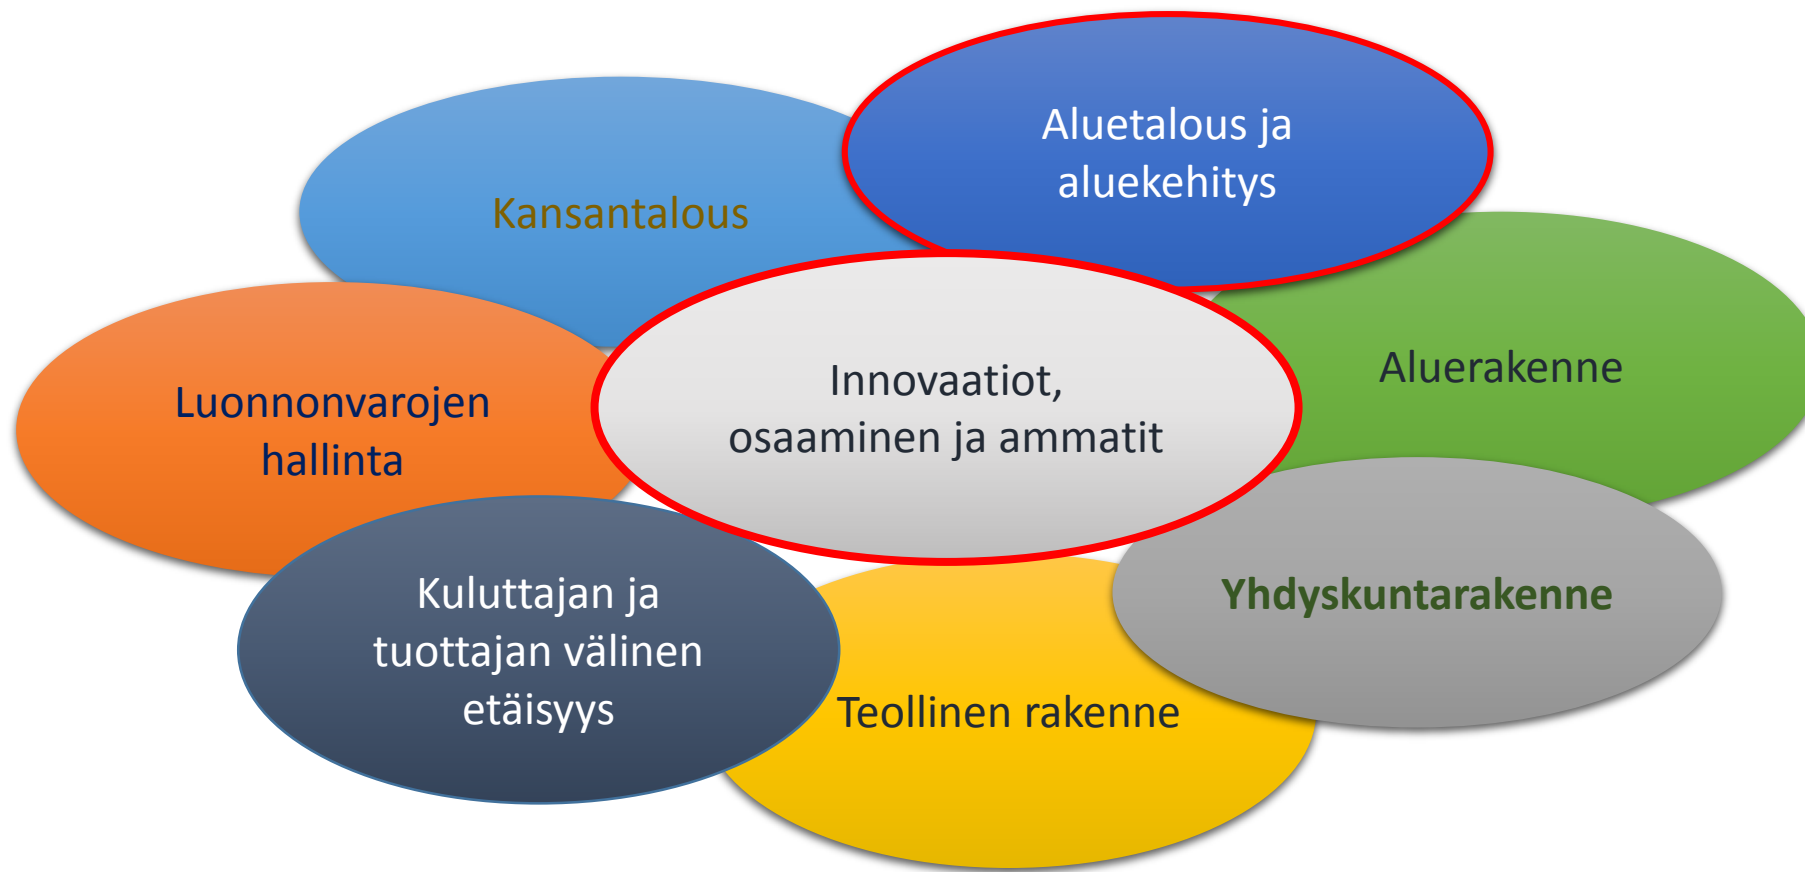 Aluetalous ja
aluekehitys
Kansantalous
Aluerakenne
Innovaatiot,
osaaminen ja ammatit
Luonnonvarojen
hallinta
Yhdyskuntarakenne
Kuluttajan ja
tuottajan välinen
etäisyys
Teollinen rakenne